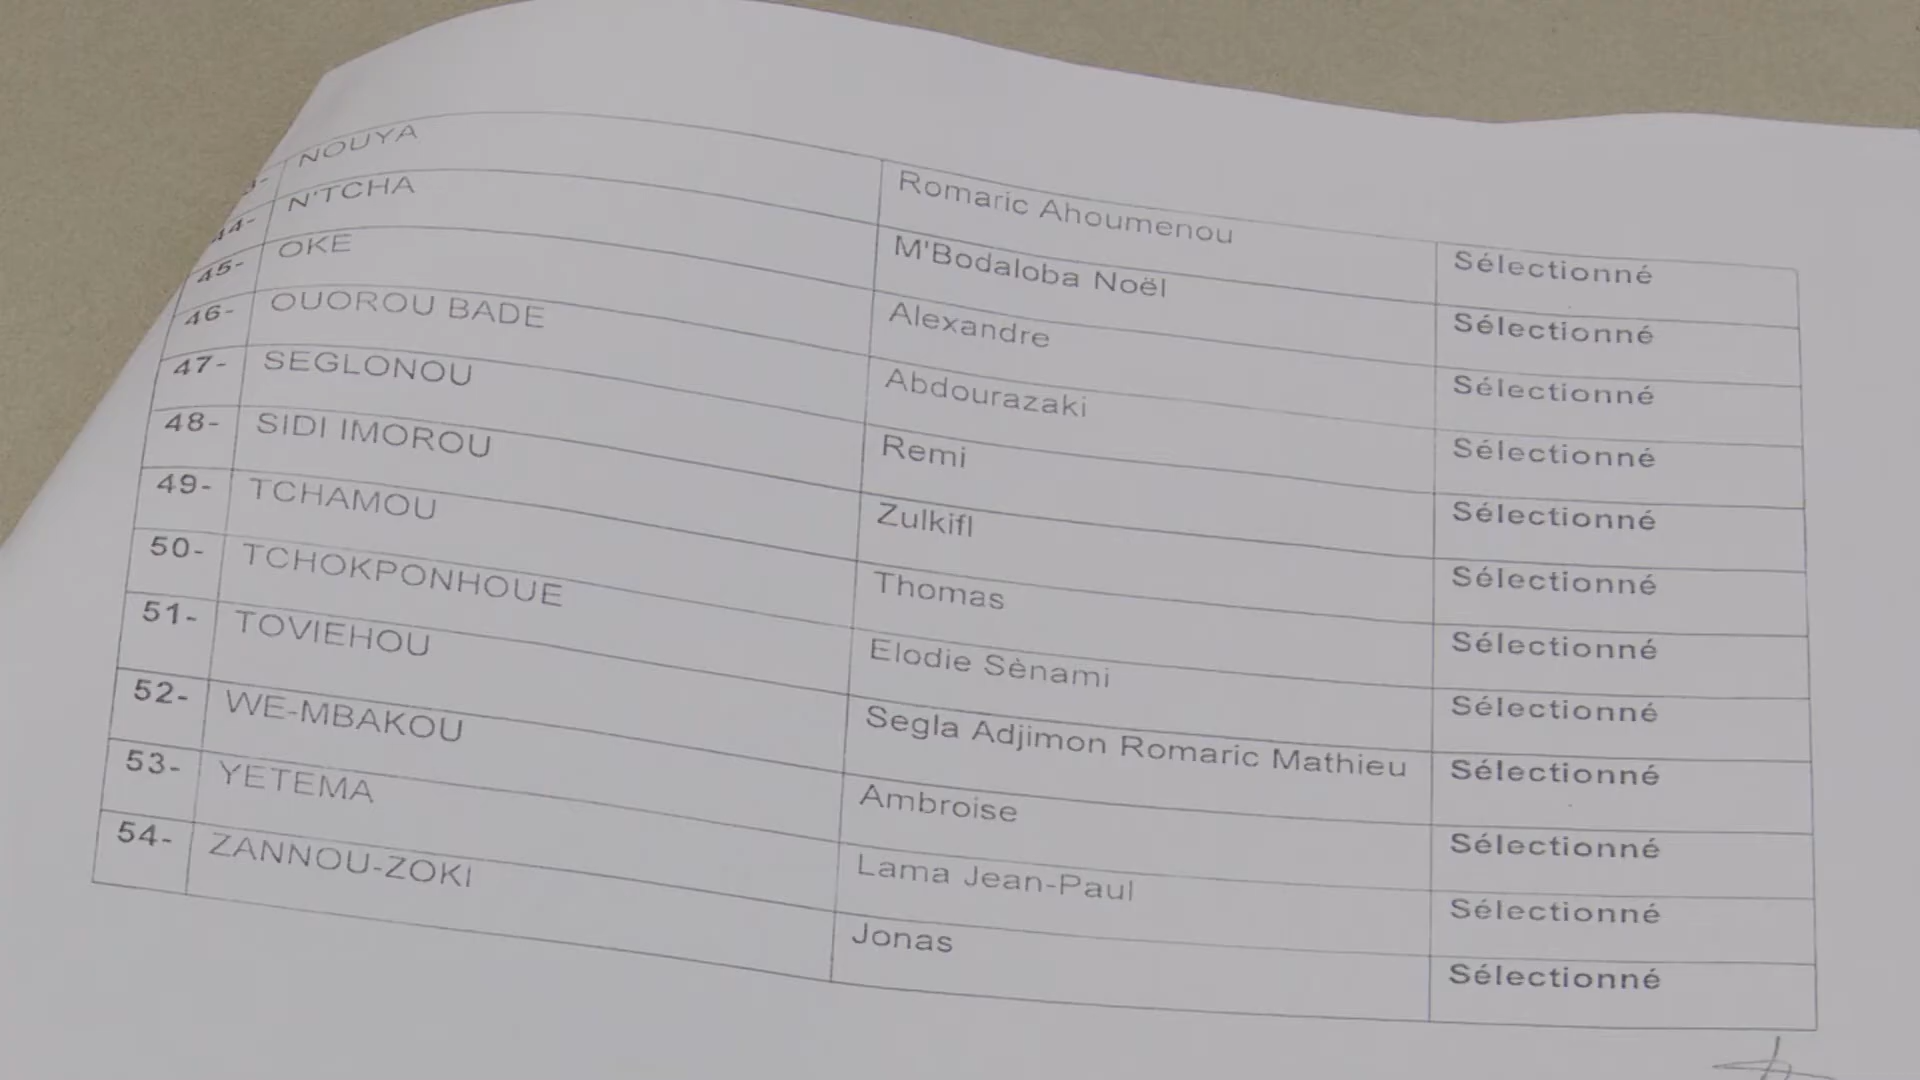 3- NOUYA Romaric Ahoumenou Sélectionné
44- N'TCHA M'Bodaloba Noël Sélectionné
45- OKE Alexandre Sélectionné
46- OUOROU BADE Abdourazaki Sélectionné
47- SEGLONOU Remi Sélectionné
48- SIDI IMOROU Zulkifl Sélectionné
49- TCHAMOU Thomas Sélectionné
50- TCHOKPONHOUE Elodie Sènami Sélectionné
51- TOVIEHOU Segla Adjimon Romaric Mathieu Sélectionné
52- WE-MBAKOU Ambroise Sélectionné
53- YETEMA Lama Jean-Paul Sélectionné
54- ZANNOU-ZOKI Jonas Sélectionné